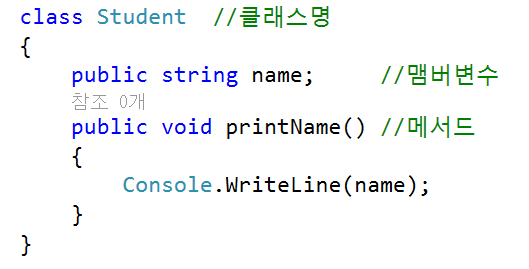 class Student //클래스명
{
public string name; //맴버변수
참조 0개
public void printName() //메서드
{
Console.WriteLine(name);
}
}